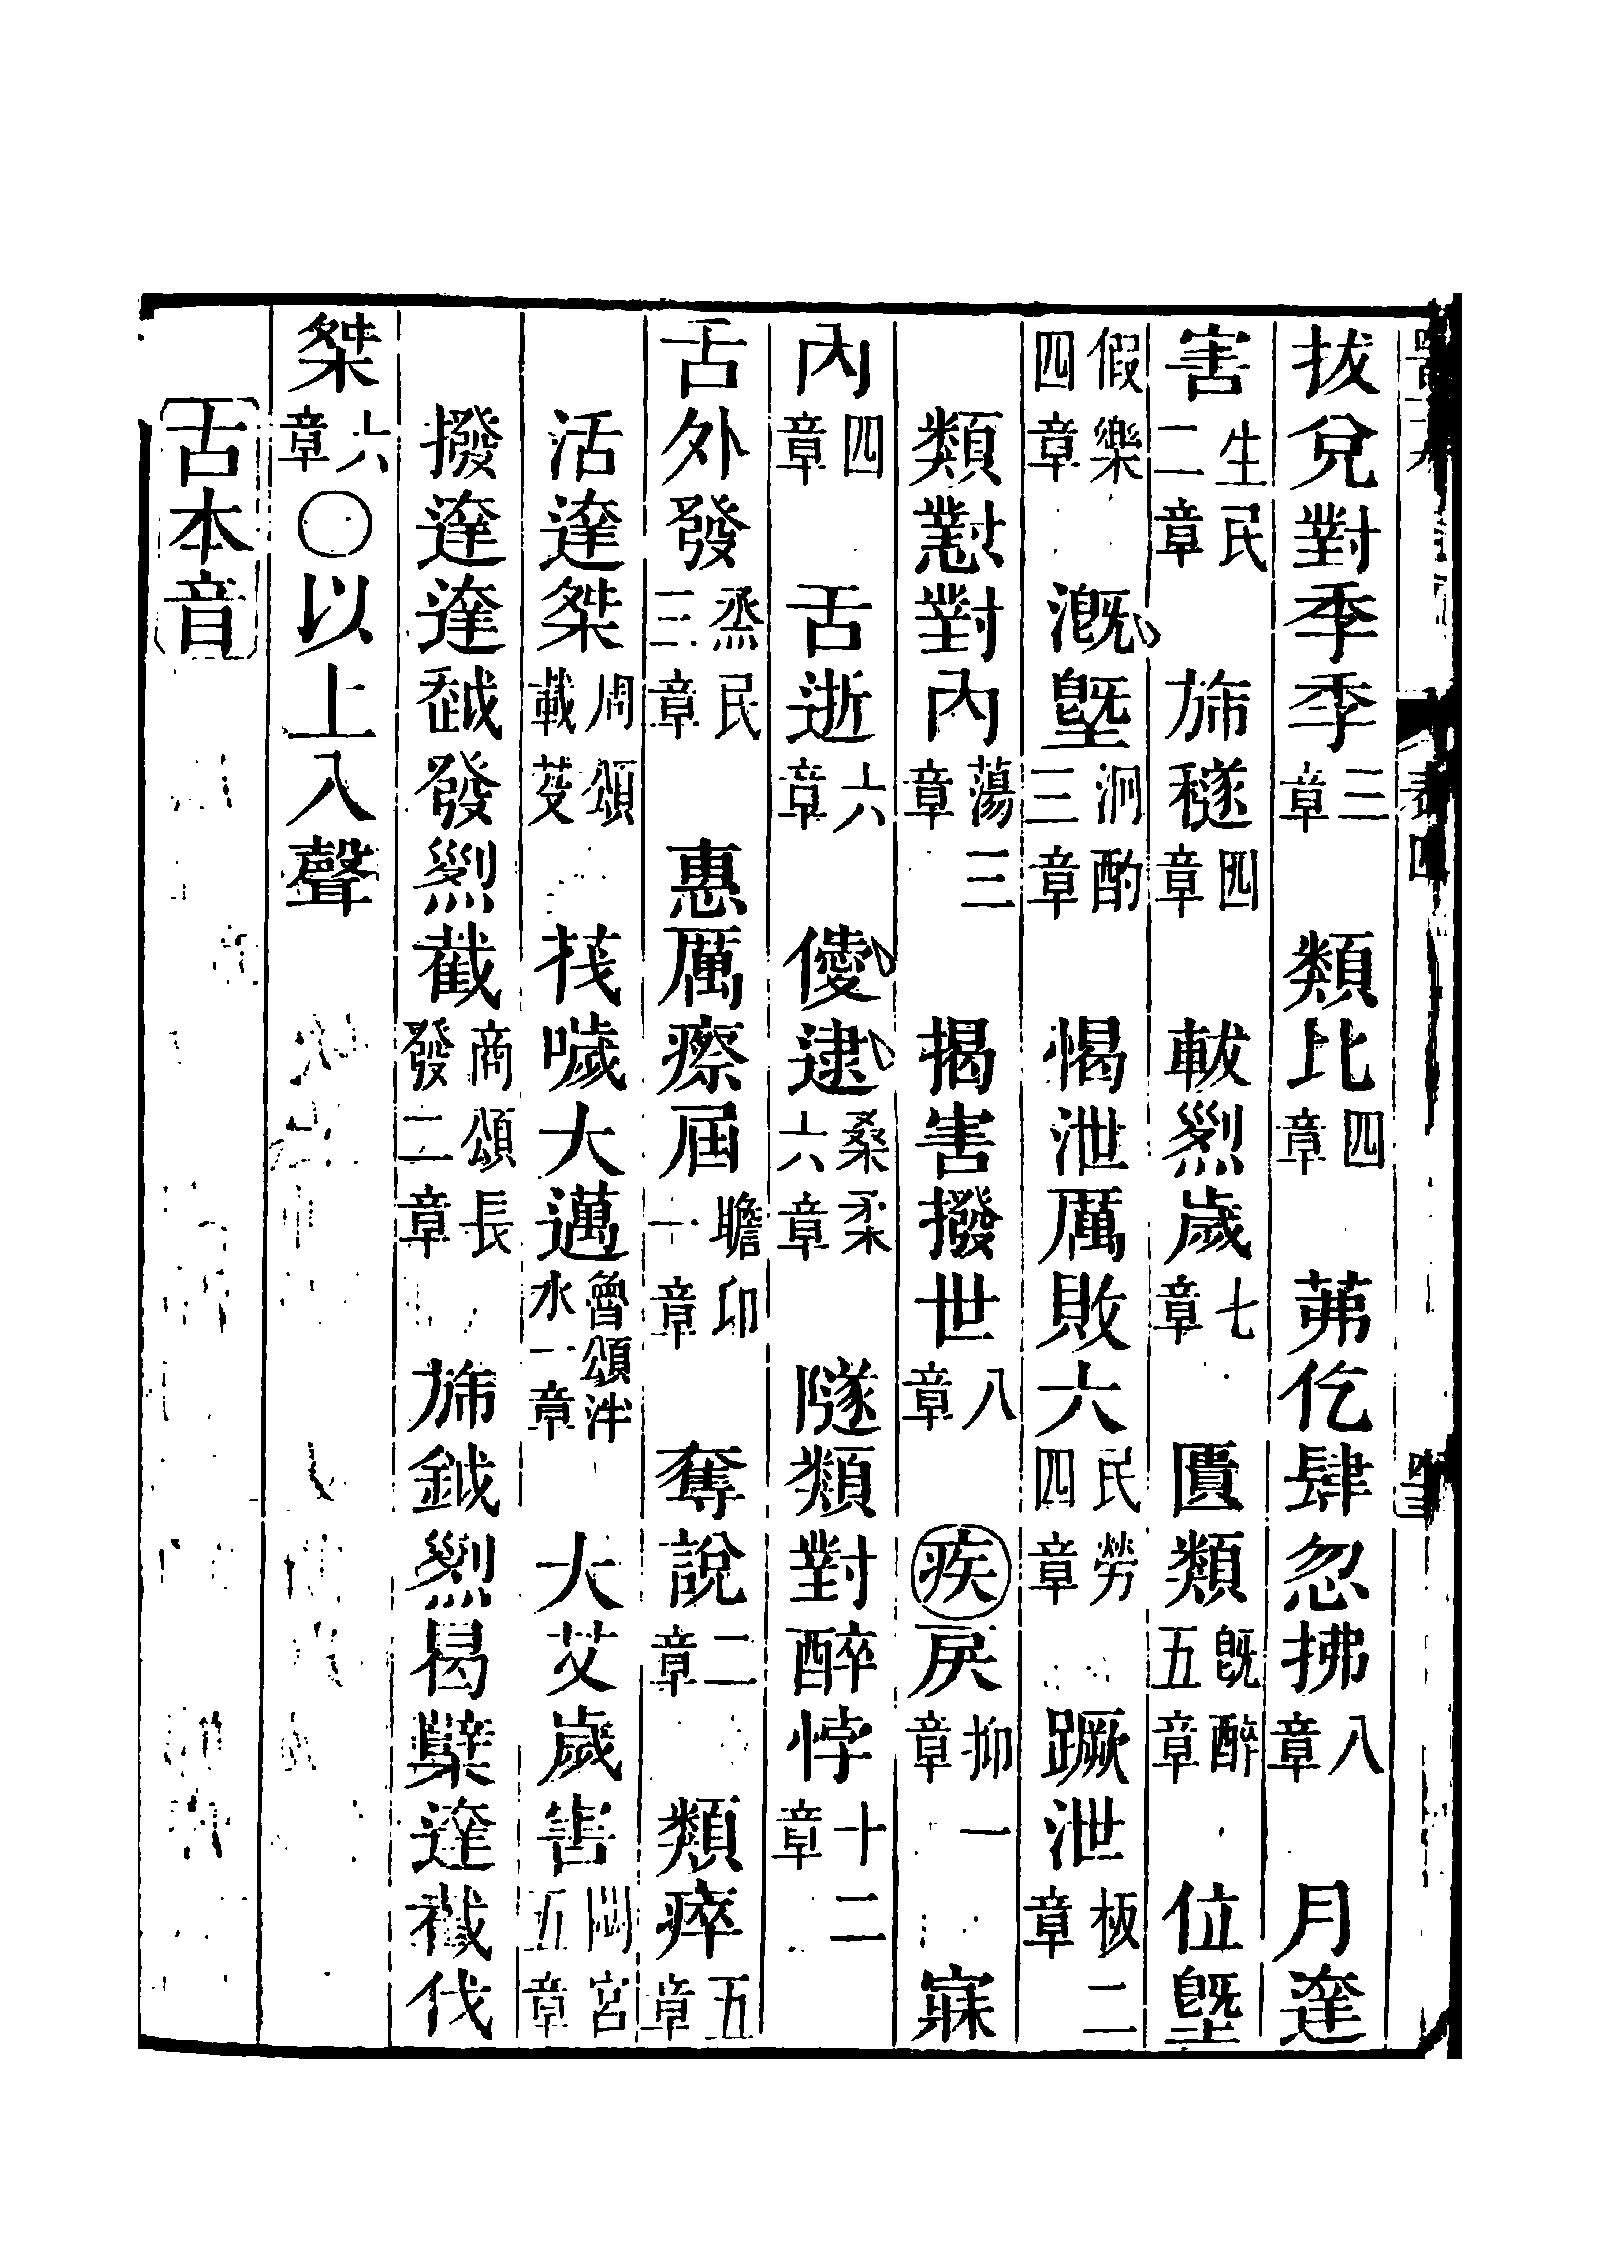 拔兌對季季三章　類比四章　茀仡肆忽拂八章　月達
害生民二章　旆穟四章　軷烈歲七章　匱類既醉五章　位塈
假樂四章　溉塈泂酌三章　愒泄厲敗大民勞四章　蹶泄板二章
類懟對內蕩三章　揭害撥世八章　疾戾抑一章　寐
內四章　舌逝六章　僾逮桑柔六章　隧類對醉悖十二章
舌外發烝民三章　惠厲瘵屆瞻卬一章　奪說二章　類瘁五章
活達桀周頌載芟　茷噦大邁魯頌泮水一章　大艾歲害閟宮五章
撥達達越發烈截商頌長發二章　旆鉞烈曷櫱達截伐
桀六章○以上入聲
古本音